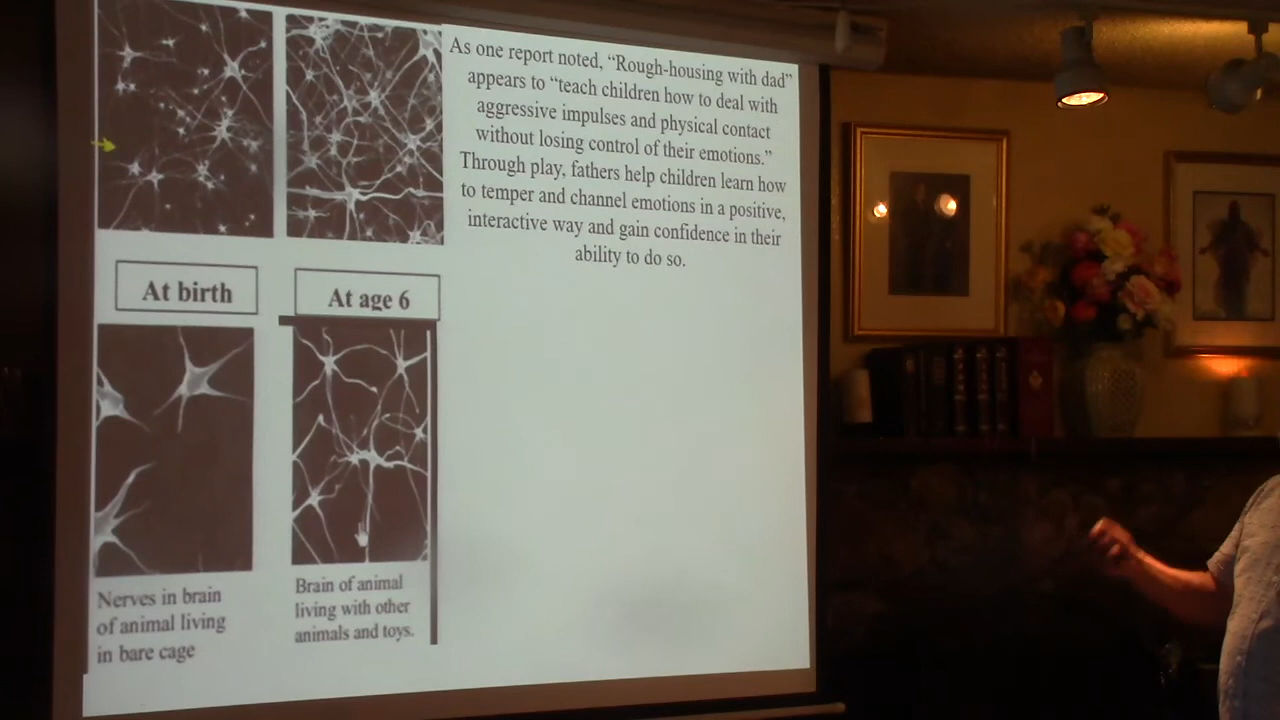 As one report noted, “Rough-housing with dad”
appears to “teach children how to deal with
aggressive impulses and physical contact
without losing control of their emotions.”
Through play, fathers help children learn how
to temper and channel emotions in a positive,
interactive way and gain confidence in their
ability to do so.
At birth
At age 6
Nerves in brain
of animal living
in bare cage
Brain of animal
living with other
animals and toys.